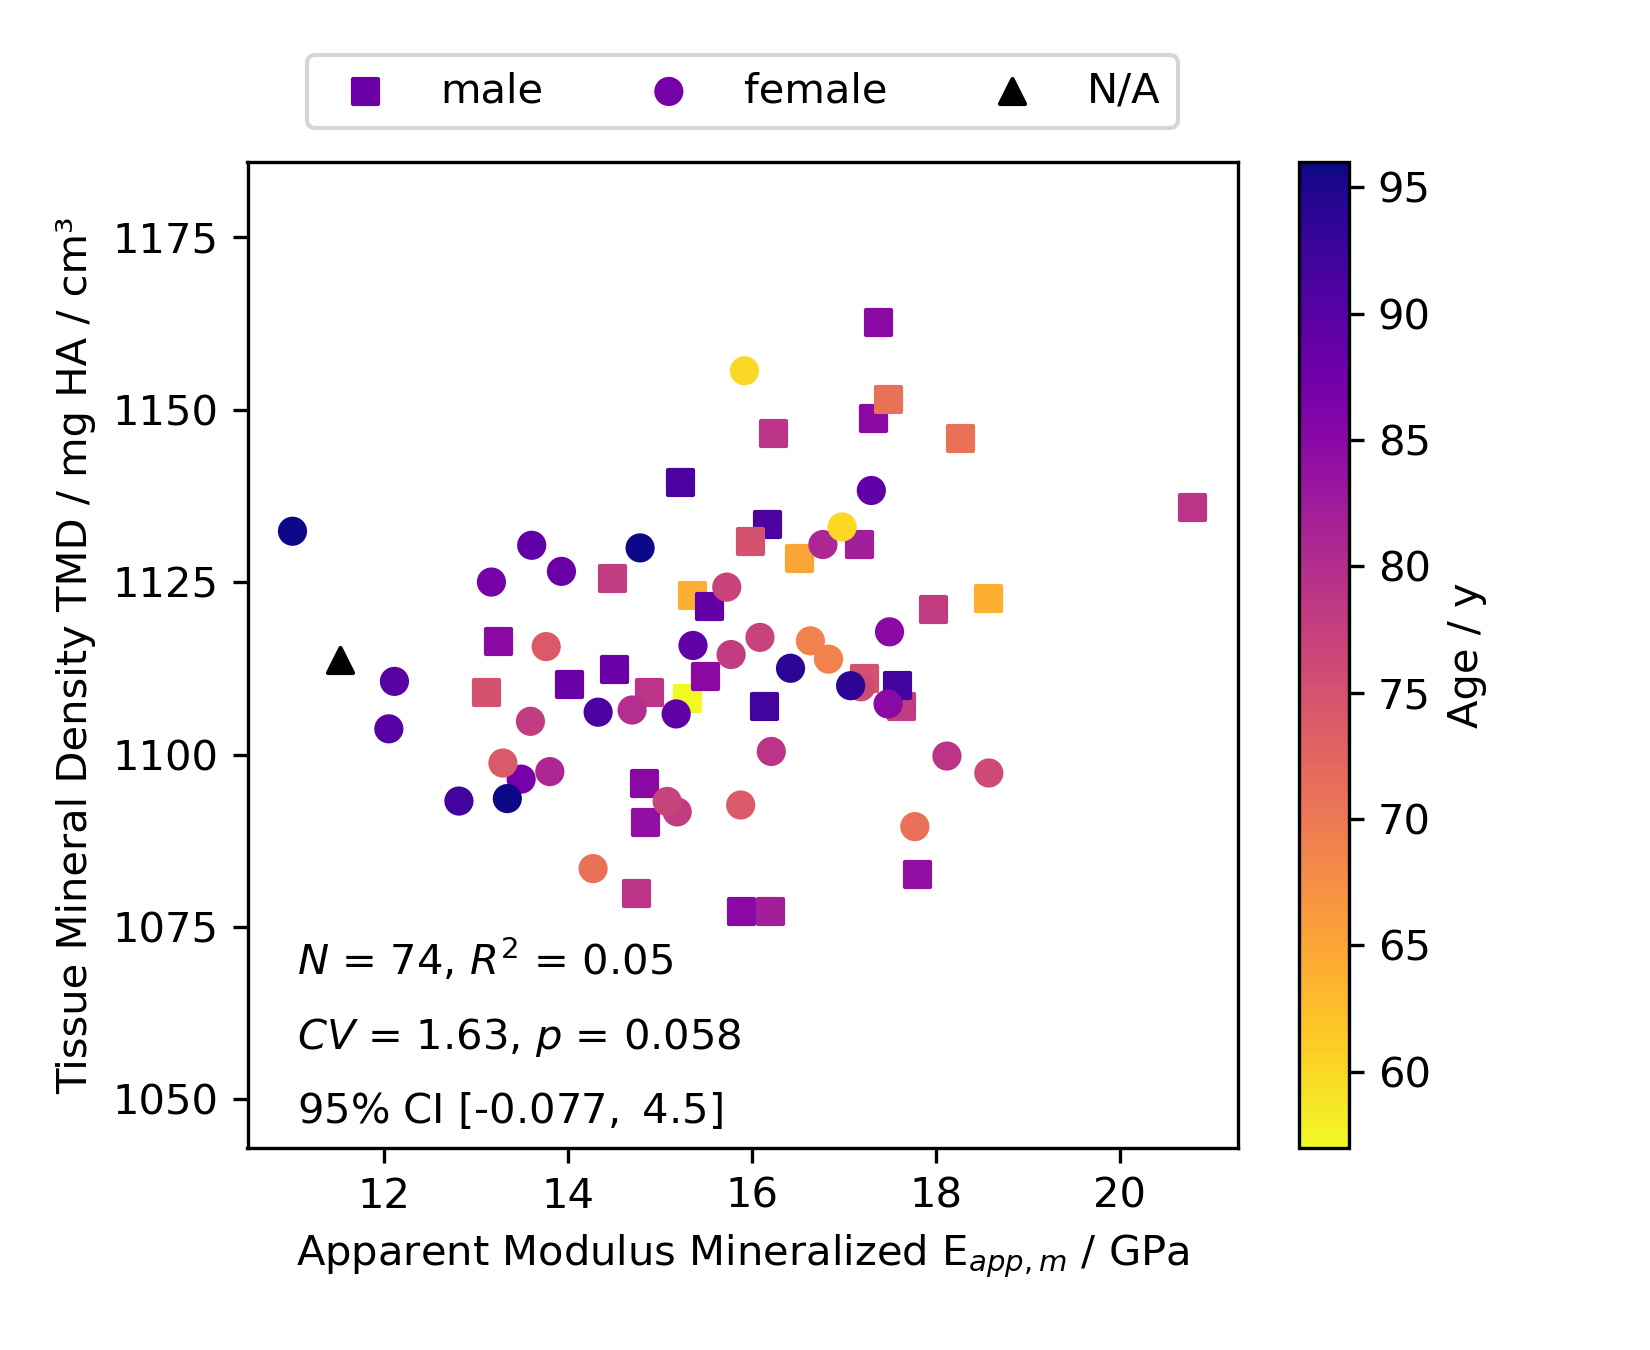 male female N/A
1175
1150
1125
1100
1075
1050
Tissue Mineral Density TMD / mg HA / cm³
N = 74, R² = 0.05
CV = 1.63, p = 0.058
95% CI [-0.077, 4.5]
12 14 16 18 20
Apparent Modulus Mineralized E_app,m / GPa
95
90
85
80
75
70
65
60
Age / y